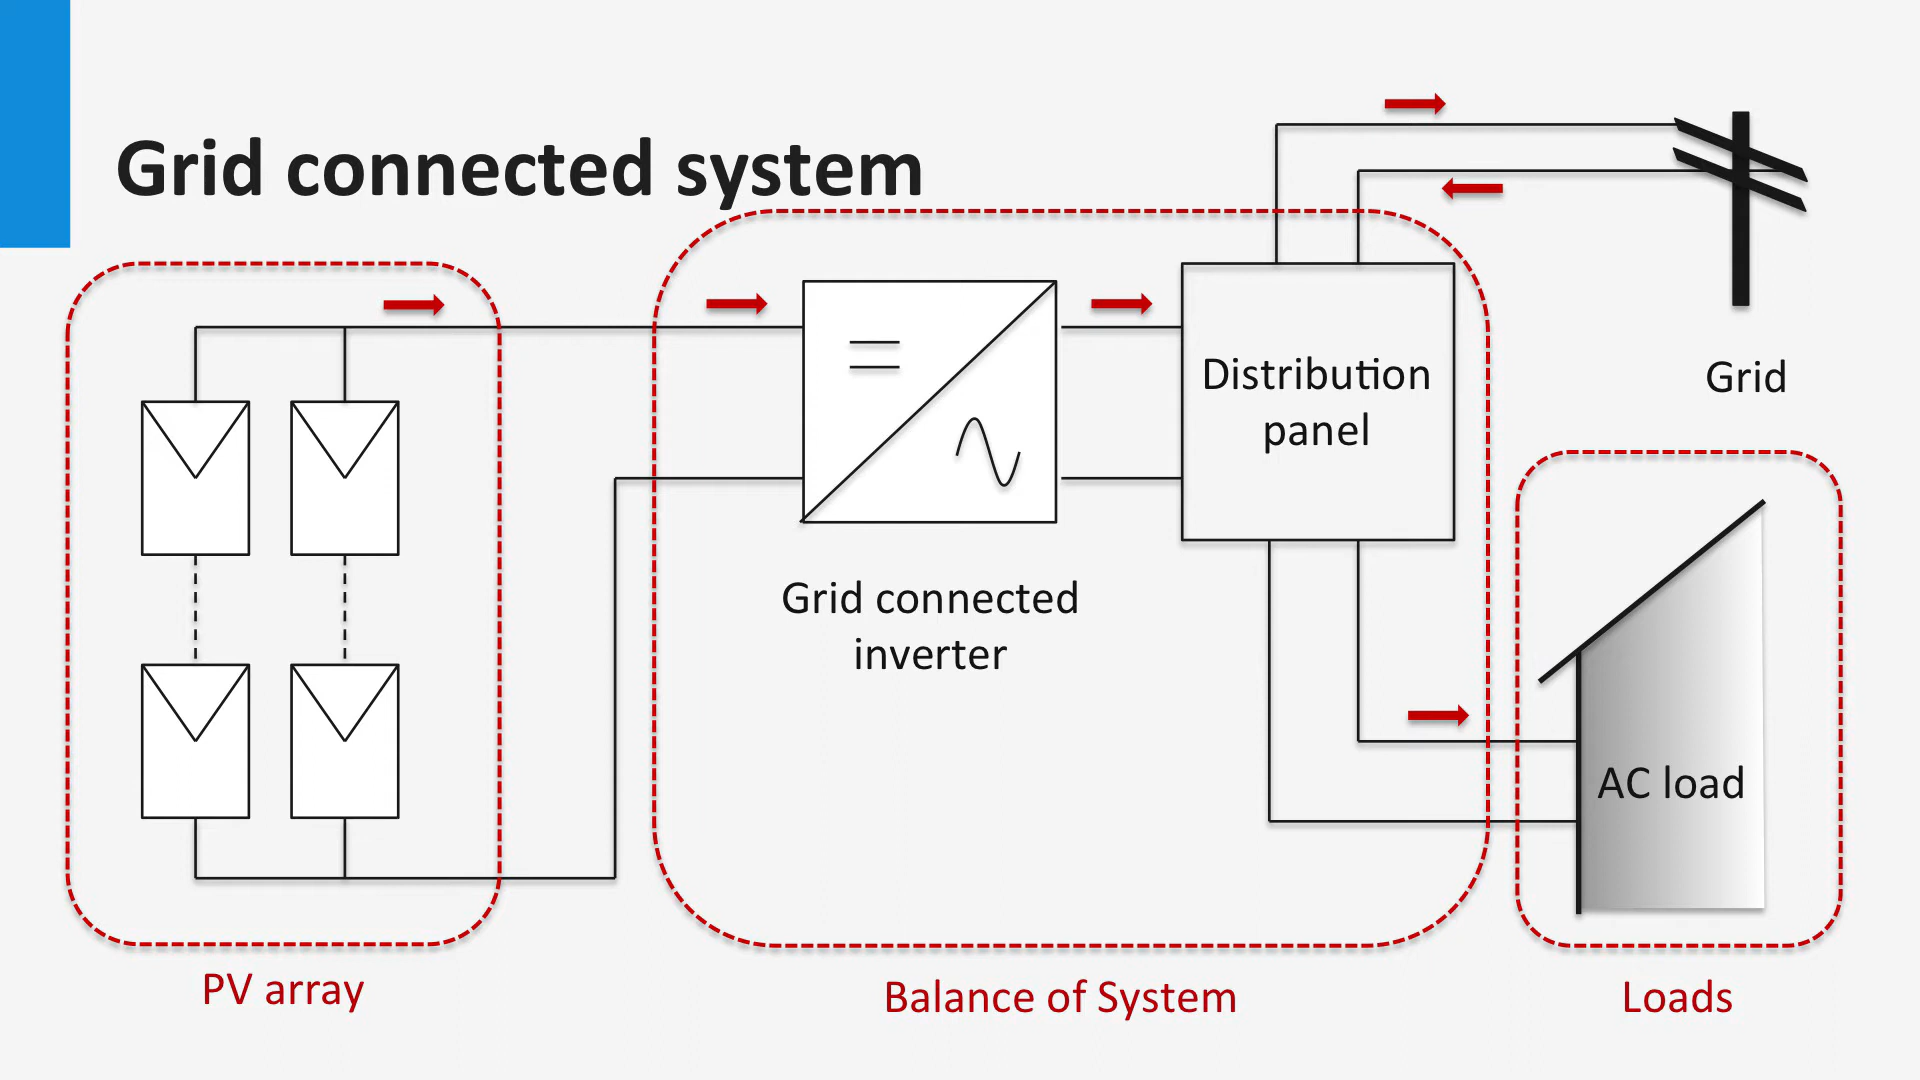 Grid connected system
Distribution
panel
Grid
Grid connected
inverter
AC load
PV array
Balance of System
Loads